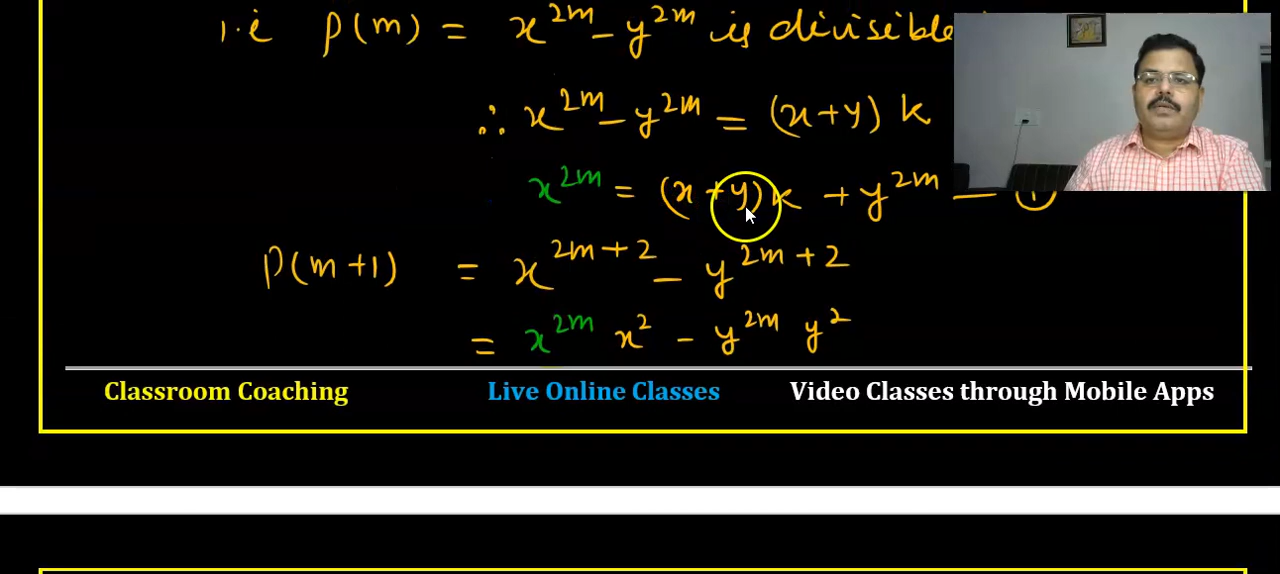 i.e P(m) = x^{2m} - y^{2m} is divisible
∴ x^{2m} - y^{2m} = (x+y) k
x^{2m} = (x+y)k + y^{2m} — ①
P(m+1) = x^{2m+2} - y^{2m+2}
= x^{2m} x^2 - y^{2m} y^2
Classroom Coaching Live Online Classes Video Classes through Mobile Apps